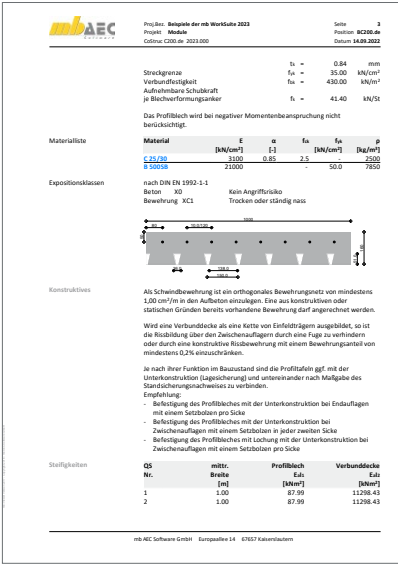 mb AEC
Software
Proj.Bez. Beispiele der mb WorkSuite 2023
Projekt Module
CoStruc C200.de 2023.000
Seite 3
Position BC200.de
Datum 14.09.2022
tₛ = 0.84 mm
Streckgrenze fyk = 35.00 kN/cm²
Verbundfestigkeit = 430.00 kN/m²
Aufnehmbare Schubkraft
je Blechverformungsanker fₖ = 41.40 kN/St
Das Profilblech wird bei negativer Momentenbeanspruchung nicht
berücksichtigt.
Materialliste
Material E α fck fyk ρ
[kN/cm²] [-] [kN/cm²] [kg/m³]
C 25/30 3100 0.85 2.5 - 2500
B 500SB 21000 - 50.0 7850
Expositionsklassen nach DIN EN 1992-1-1
Beton X0 Kein Angriffsrisiko
Bewehrung XC1 Trocken oder ständig nass
1000
Konstruktives
Als Schwindbewehrung ist ein orthogonales Bewehrungsnetz von mindestens
1,00 cm²/m in den Aufbeton einzulegen. Eine aus konstruktiven oder
statischen Gründen bereits vorhandene Bewehrung darf angerechnet werden.
Wird eine Verbunddecke als eine Kette von Einfeldträgern ausgebildet, so ist
die Rissbildung über den Zwischenauflagern durch eine Fuge zu verhindern
oder durch eine konstruktive Rissbewehrung mit einem Bewehrungsanteil von
mindestens 0,2% einzuschränken.
Je nach ihrer Funktion im Bauzustand sind die Profiltafeln ggf. mit der
Unterkonstruktion (Lagesicherung) und untereinander nach Maßgabe des
Standsicherungsnachweises zu verbinden.
Empfehlung:
- Befestigung des Profilbleches mit der Unterkonstruktion bei Endauflagen
mit einem Setzbolzen pro Sicke
- Befestigung des Profilbleches mit der Unterkonstruktion bei
Zwischenauflagen mit einem Setzbolzen in jeder zweiten Sicke
- Befestigung des Profilbleches mit Lochung mit der Unterkonstruktion bei
Zwischenauflagen mit einem Setzbolzen pro Sicke
Steifigkeiten
QS mittr. Profilblech Verbunddecke
Nr. Breite
[m] [kNm²] [kNm²]
1 1.00 87.99 11298.43
2 1.00 87.99 11298.43
mb AEC Software GmbH Europaallee 14 67657 Kaiserslautern